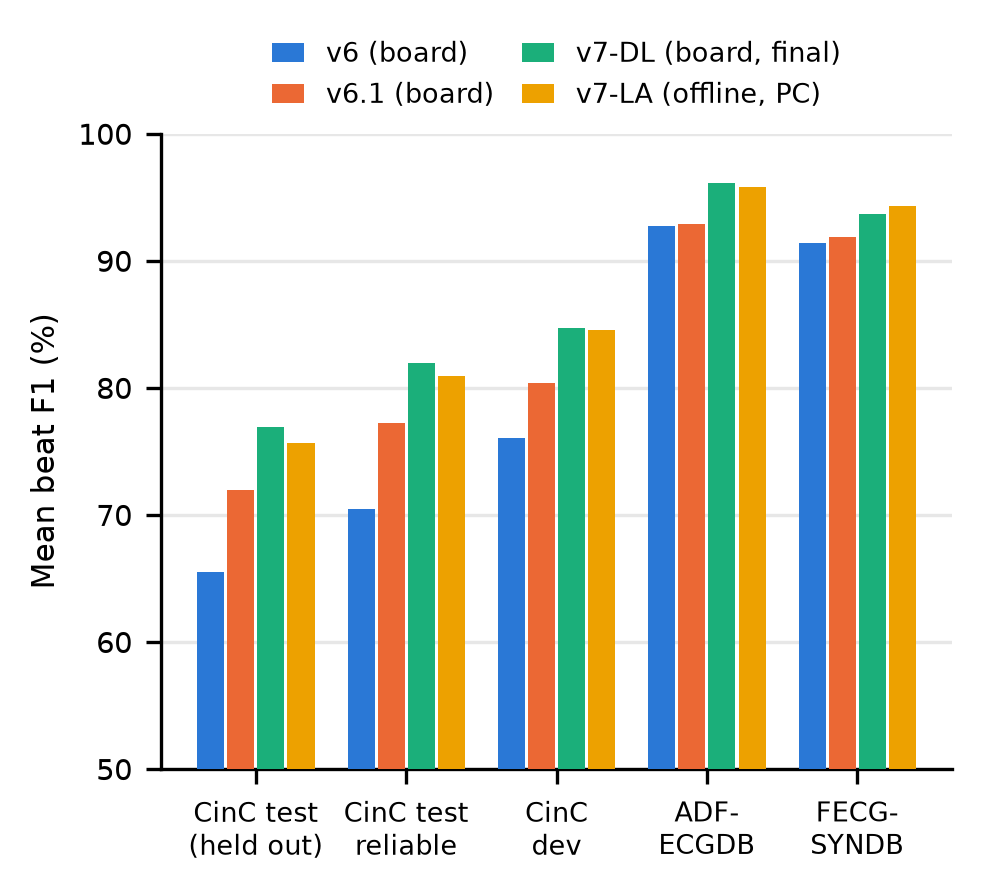 v6 (board)
v6.1 (board)
v7-DL (board, final)
v7-LA (offline, PC)
Mean beat F1 (%)
100
90
80
70
60
50
CinC test
(held out)
CinC test
reliable
CinC
dev
ADF-
ECGDB
FECG-
SYNDB